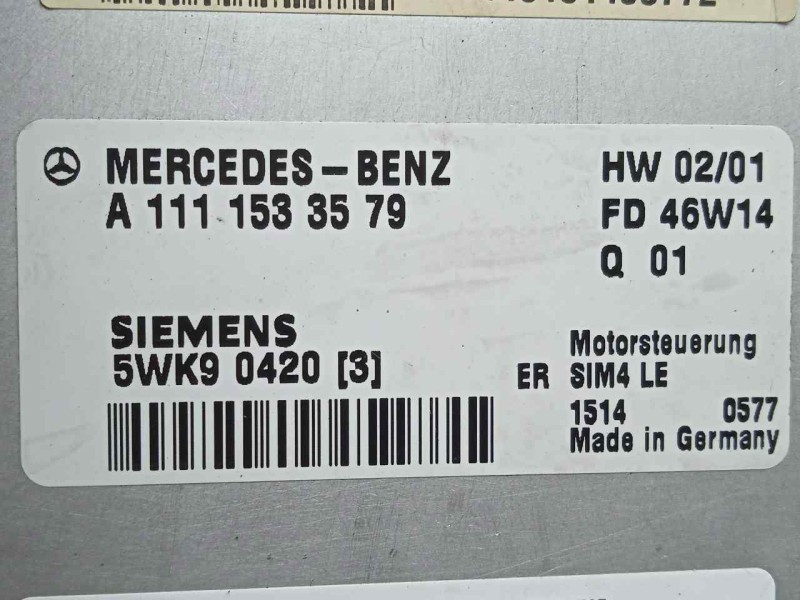 MERCEDES-BENZ HW 02/01
A 111 153 35 79 FD 46W14
Q 01
SIEMENS Motorsteuerung
5WK9 0420 [3] ER SIM4 LE
1514 0577
Made in Germany